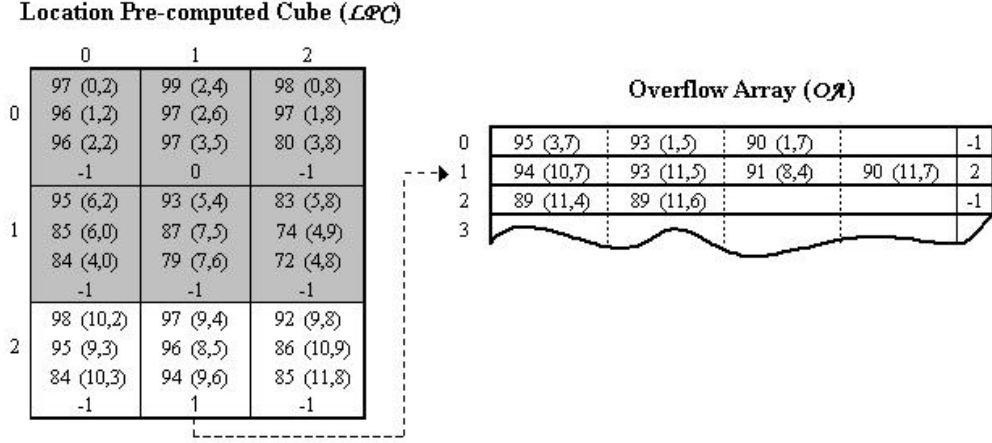 Location Pre-computed Cube (LPC)
0 1 2
97 (0,2) 99 (2,4) 98 (0,8)
0 96 (1,2) 97 (2,6) 97 (1,8)
96 (2,2) 97 (3,5) 80 (3,8)
-1 0 -1
95 (6,2) 93 (5,4) 83 (5,8)
1 85 (6,0) 87 (7,5) 74 (4,9)
84 (4,0) 79 (7,6) 72 (4,8)
-1 -1 -1
98 (10,2) 97 (9,4) 92 (9,8)
2 95 (9,3) 96 (8,5) 86 (10,9)
84 (10,3) 94 (9,6) 85 (11,8)
-1 1 -1
Overflow Array (OA)
0 95 (3,7) 93 (1,5) 90 (1,7) -1
1 94 (10,7) 93 (11,5) 91 (8,4) 90 (11,7) 2
2 89 (11,4) 89 (11,6) -1
3